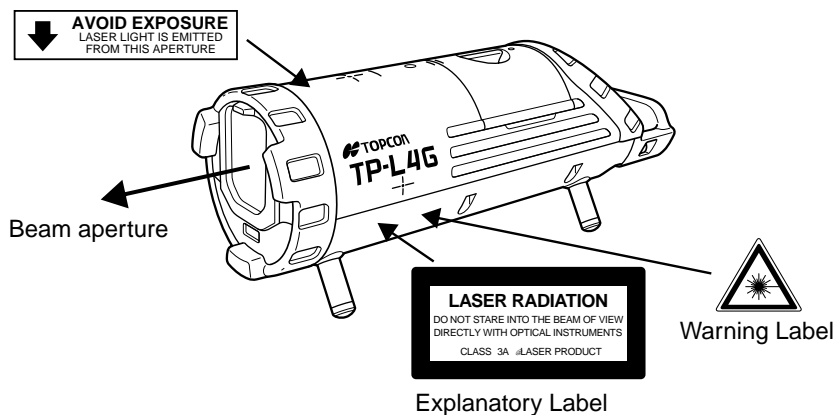 AVOID EXPOSURE
LASER LIGHT IS EMITTED
FROM THIS APERTURE
TOPCON
TP-L4G
Beam aperture
LASER RADIATION
DO NOT STARE INTO THE BEAM OF VIEW
DIRECTLY WITH OPTICAL INSTRUMENTS
CLASS 3A LASER PRODUCT
Warning Label
Explanatory Label